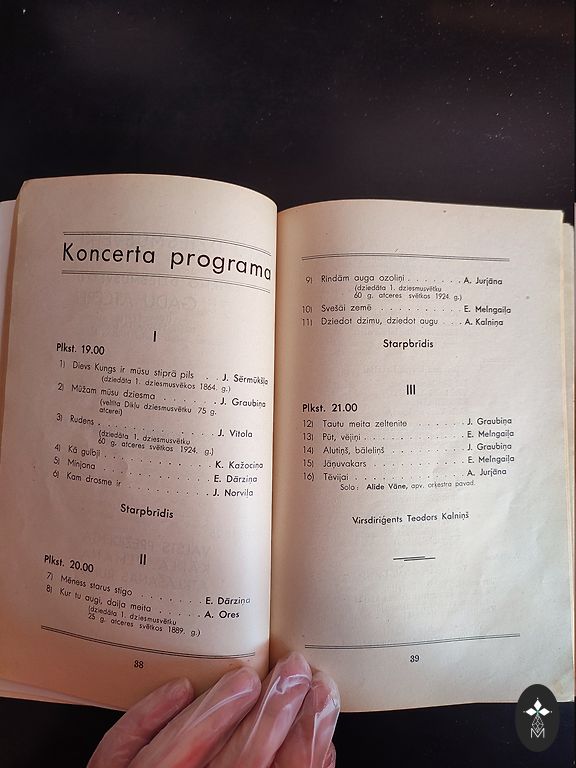 Koncerta programa
I
Plkst. 19.00
1) Dievs Kungs ir mūsu stiprā pils . . J. Sērmūkšļa
(dziedāta 1. dziesmusvēkos 1864. g.)
2) Mūžam mūsu dziesma . . . . . J. Graubiņa
(veltīta Dikļu dziesmusvētku 75 g.
atcerei)
3) Rudens . . . . . . . . . . . J. Vītola
(dziedāta 1. dziesmusvētku
60 g. atceres svētkos 1924. g.)
4) Kā gulbji . . . . . . . . . . K. Kažociņa
5) Minjona . . . . . . . . . . . E. Dārziņa
6) Kam drosme ir . . . . . . . . J. Norviļa
Starpbrīdis
II
Plkst. 20.00
7) Mēness starus stīgo . . . . . . E. Dārziņa
8) Kur tu augi, daiļa meita . . . . A. Ores
(dziedāta 1. dziesmusvētku
25 g. atceres svētkos 1889. g.)
38
9) Rindām auga ozoliņi . . . . . . A. Jurjāna
(dziedāta 1. dziesmusvētku
60 g. atceres svētkos 1924. g.)
10) Svešāi zemē . . . . . . . . . E. Melngaiļa
11) Dziedot dzimu, dziedot augu . . . A. Kalniņa
Starpbrīdis
III
Plkst. 21.00
12) Tautu meita zeltenīte . . . . . . J. Graubiņa
13) Pūt, vējiņi . . . . . . . . . . E. Melngaiļa
14) Alutiņš, bāleliņš . . . . . . . . J. Graubiņa
15) Jāņuvakars . . . . . . . . . . E. Melngaiļa
16) Tēvijai . . . . . . . . . . . . A. Jurjāna
Solo: Alīde Vāne, apv. orķestra pavad.
Virsdiriģents Teodors Kalniņš
39
M